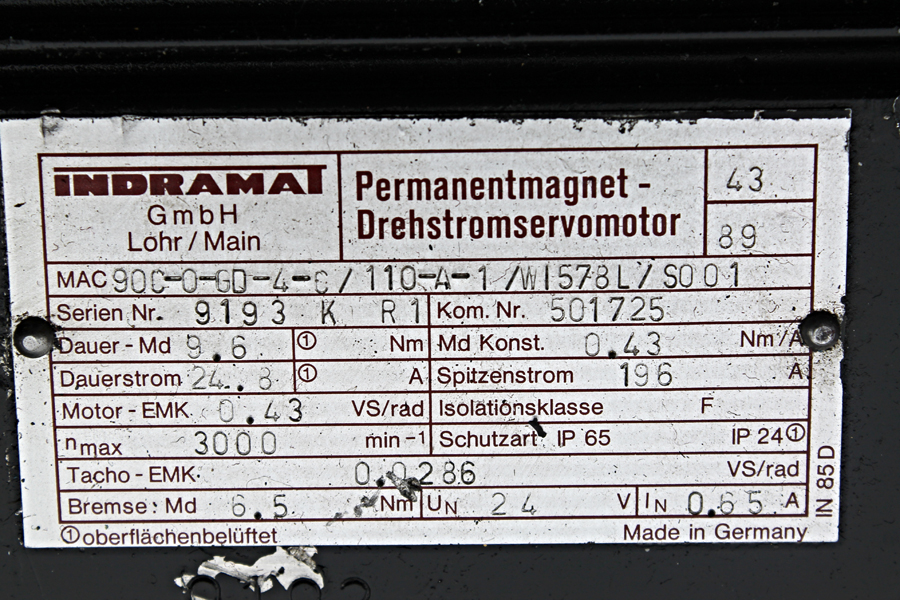 INDRAMAT
GmbH
Lohr / Main
Permanentmagnet -
Drehstromservomotor
43
89
MAC 90C-0-GD-4-C/110-A-1/WI578L/S001
Serien Nr. 9193 K R1 Kom. Nr. 501725
Dauer - Md 9.6 ① Nm Md Konst. 0.43 Nm/A
Dauerstrom 24.8 ① A Spitzenstrom 196 A
Motor - EMK 0.43 VS/rad Isolationsklasse F
n max 3000 min -1 Schutzart IP 65 IP 24①
Tacho - EMK 0.0286 VS/rad
Bremse : Md 6.5 Nm UN 24 V IN 0.65 A
①oberflächenbelüftet Made in Germany
IN 85 D